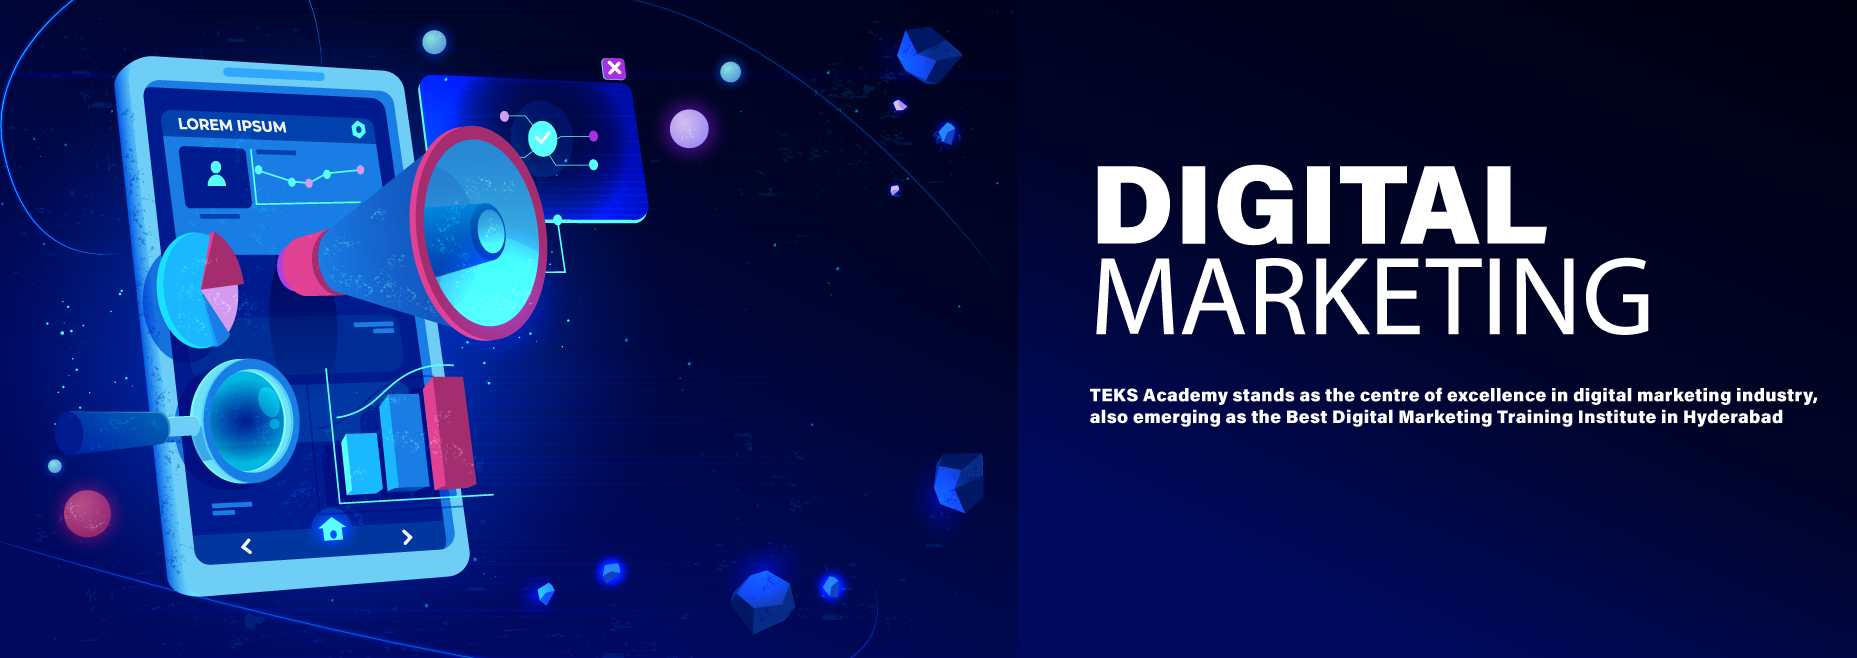 LOREM IPSUM
DIGITAL
MARKETING
TEKS Academy stands as the centre of excellence in digital marketing industry,
also emerging as the Best Digital Marketing Training Institute in Hyderabad